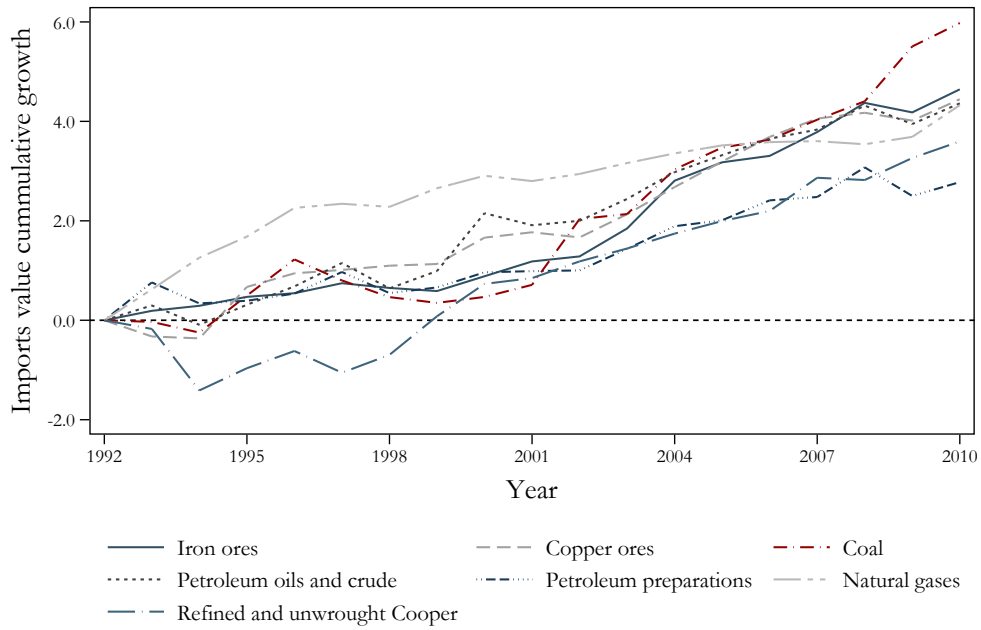 6.0
4.0
2.0
0.0
-2.0
Imports value cummulative growth
1992 1995 1998 2001 2004 2007 2010
Year
Iron ores Copper ores Coal
Petroleum oils and crude Petroleum preparations Natural gases
Refined and unwrought Cooper